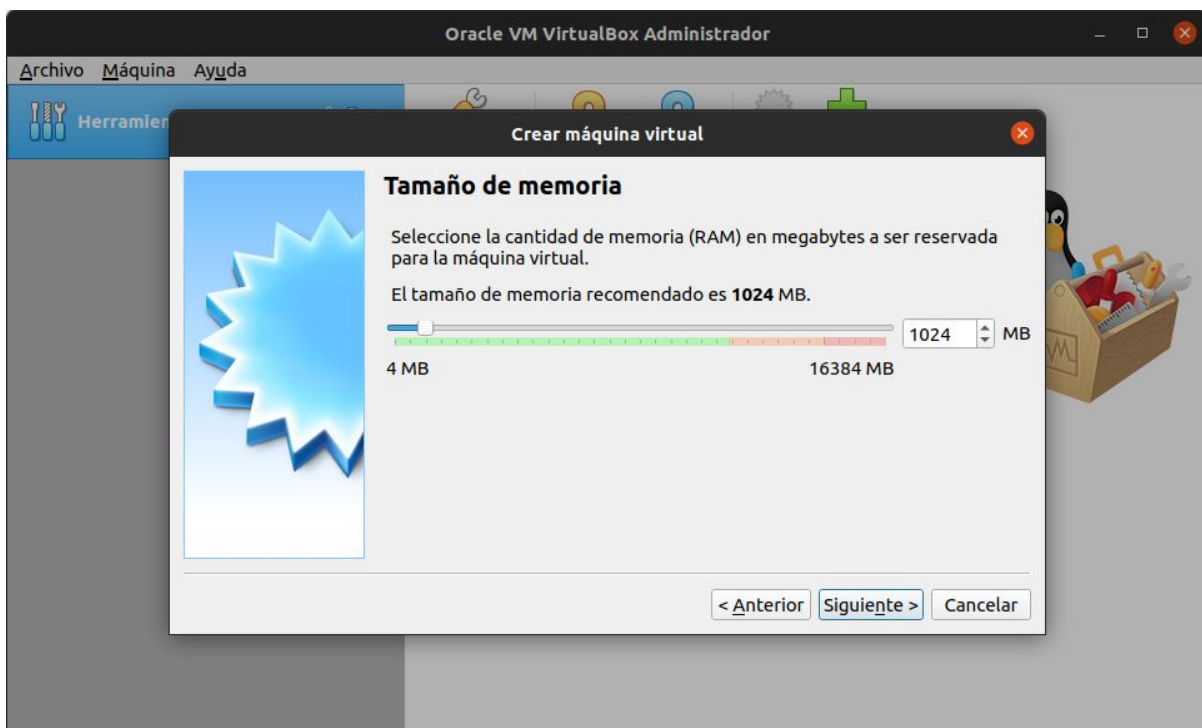 Oracle VM VirtualBox Administrador
Archivo Máquina Ayuda
Crear máquina virtual
Tamaño de memoria
Seleccione la cantidad de memoria (RAM) en megabytes a ser reservada
para la máquina virtual.
El tamaño de memoria recomendado es 1024 MB.
1024 MB
4 MB 16384 MB
< Anterior Siguiente > Cancelar